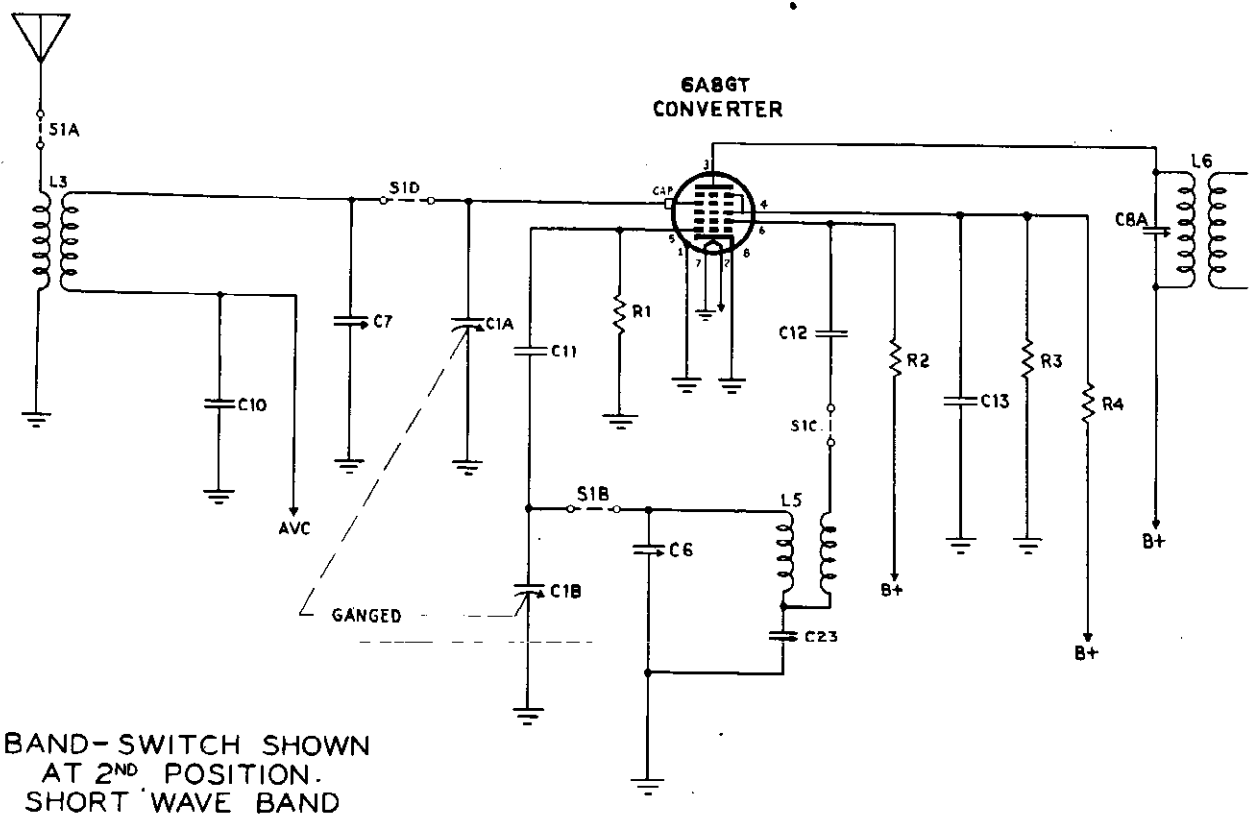 6A8GT
CONVERTER
S1A
L3
S1D
CAP
3
4
5
6
1
7
2
8
L6
C8A
C7
C1A
R1
C11
C12
R2
R3
C13
R4
C10
S1C
AVC
S1B
L5
C6
B+
C1B
B+
GANGED
C23
B+
BAND-SWITCH SHOWN
AT 2ND POSITION.
SHORT WAVE BAND